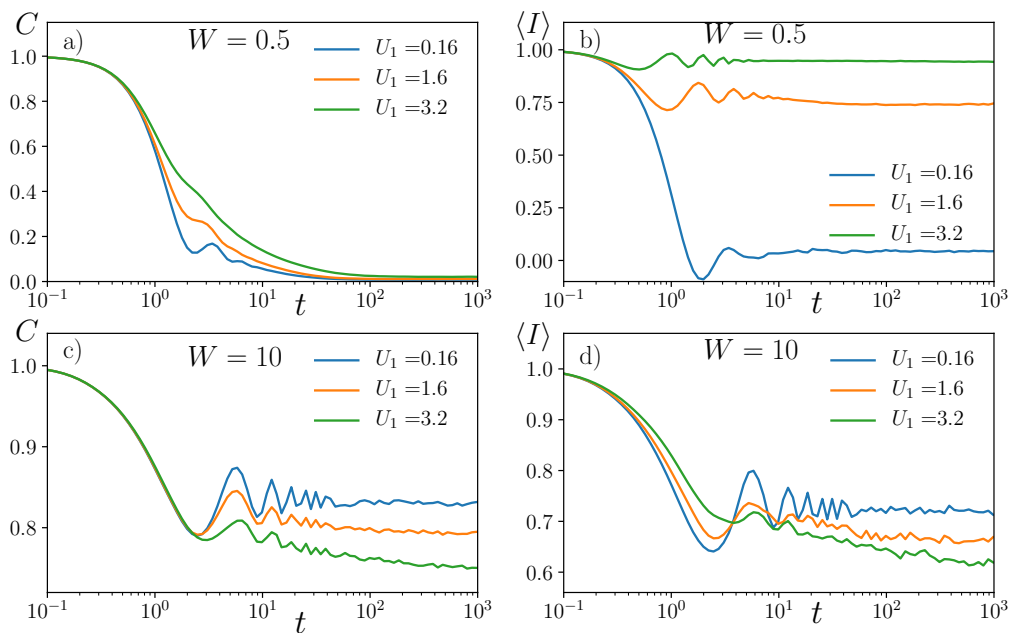 C
a)
W = 0.5
U₁ =0.16
U₁ =1.6
U₁ =3.2
1.0
0.8
0.6
0.4
0.2
0.0
10⁻¹ 10⁰ 10¹ 10² 10³
t
⟨I⟩
b)
W = 0.5
U₁ =0.16
U₁ =1.6
U₁ =3.2
1.00
0.75
0.50
0.25
0.00
10⁻¹ 10⁰ 10¹ 10² 10³
t
C
c)
W = 10
U₁ =0.16
U₁ =1.6
U₁ =3.2
1.0
0.9
0.8
10⁻¹ 10⁰ 10¹ 10² 10³
t
⟨I⟩
d)
W = 10
U₁ =0.16
U₁ =1.6
U₁ =3.2
1.0
0.9
0.8
0.7
0.6
10⁻¹ 10⁰ 10¹ 10² 10³
t